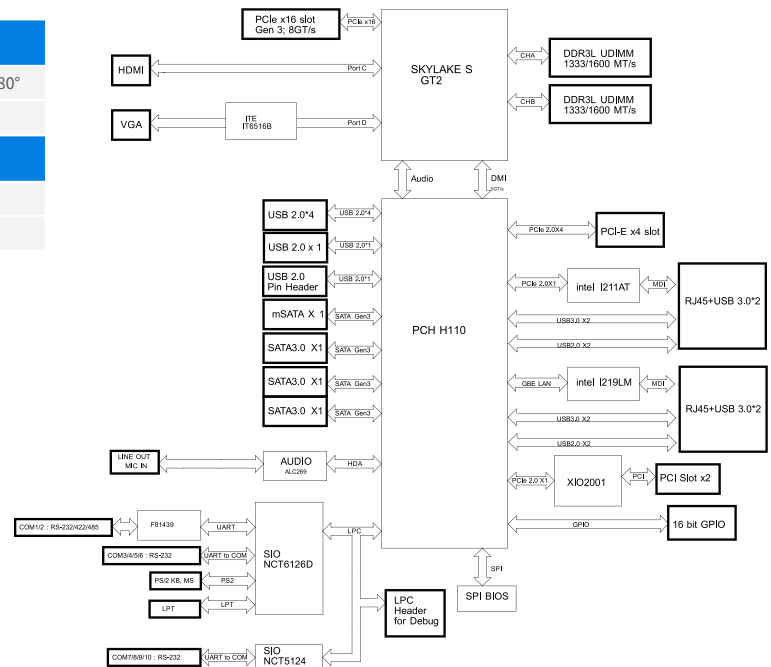 80°
PCIe x16 slot
Gen 3; 8GT/s
PCIe x16
HDMI
Port C
SKYLAKE S
GT2
CHA
DDR3L UDIMM
1333/1600 MT/s
VGA
ITE
IT6516B
Port D
CHB
DDR3L UDIMM
1333/1600 MT/s
Audio
DMI
5GT/s
USB 2.0*4
USB 2.0*4
USB 2.0 x 1
USB 2.0*1
USB 2.0
Pin Header
USB 2.0*1
mSATA X 1
SATA Gen3
SATA3.0 X1
SATA Gen3
SATA3.0 X1
SATA Gen3
SATA3.0 X1
SATA Gen3
PCH H110
PCIe 2.0X4
PCI-E x4 slot
PCIe 2.0X1
intel I211AT
MDI
RJ45+USB 3.0*2
USB3.0 X2
USB2.0 X2
GBE LAN
intel I219LM
MDI
RJ45+USB 3.0*2
USB3.0 X2
USB2.0 X2
LINE OUT
MIC IN
AUDIO
ALC269
HDA
PCIe 2.0 X1
XIO2001
PCI
PCI Slot x2
GPIO
16 bit GPIO
COM1/2 : RS-232/422/485
F81439
UART
SIO
NCT6126D
LPC
COM3/4/5/6 : RS-232
UART to COM
PS/2 KB, MS
PS2
LPT
LPT
SPI
SPI BIOS
LPC
Header
for Debug
COM7/8/9/10 : RS-232
UART to COM
SIO
NCT5124